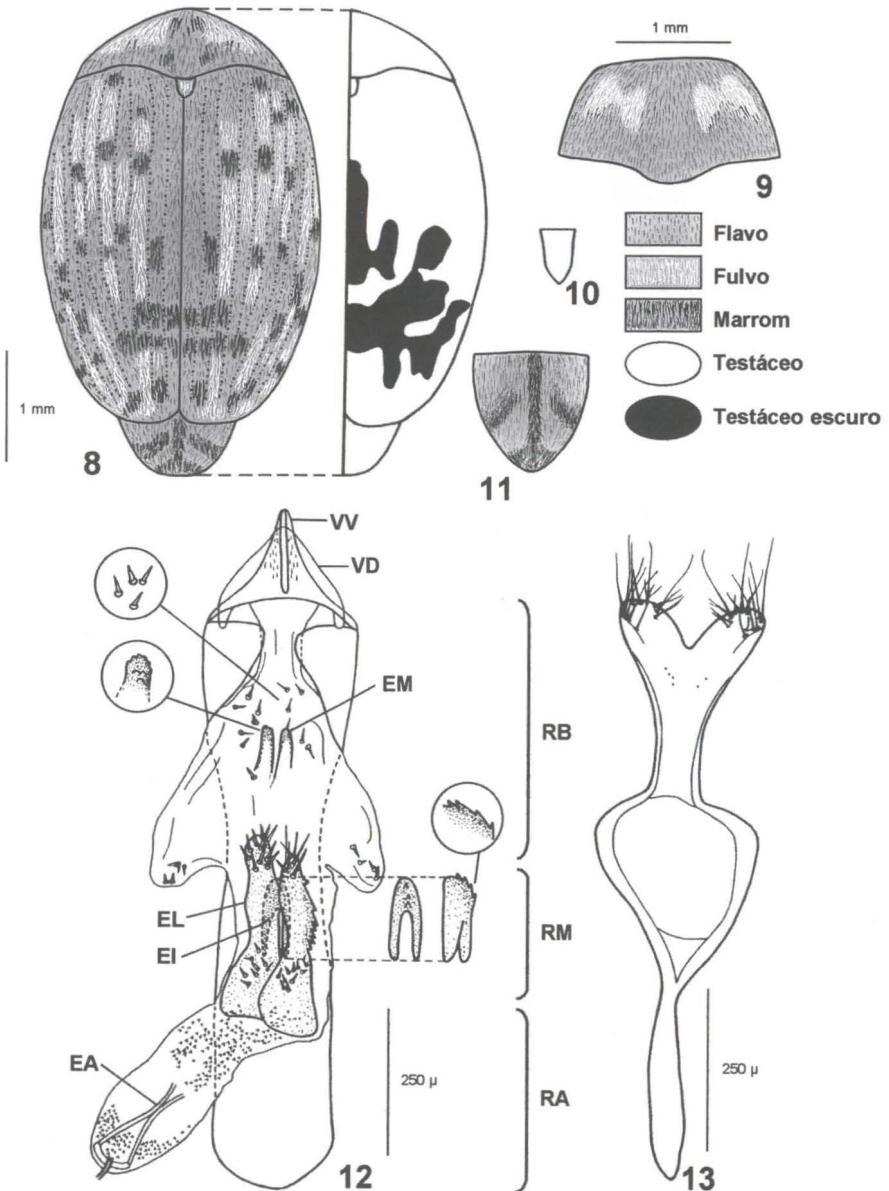 1 mm
9
Flavo
Fulvo
Marrom
Testáceo
Testáceo escuro
10
1 mm
8
11
VV
VD
EM
RB
EL
EI
RM
EA
250 μ
RA
250 μ
12
13